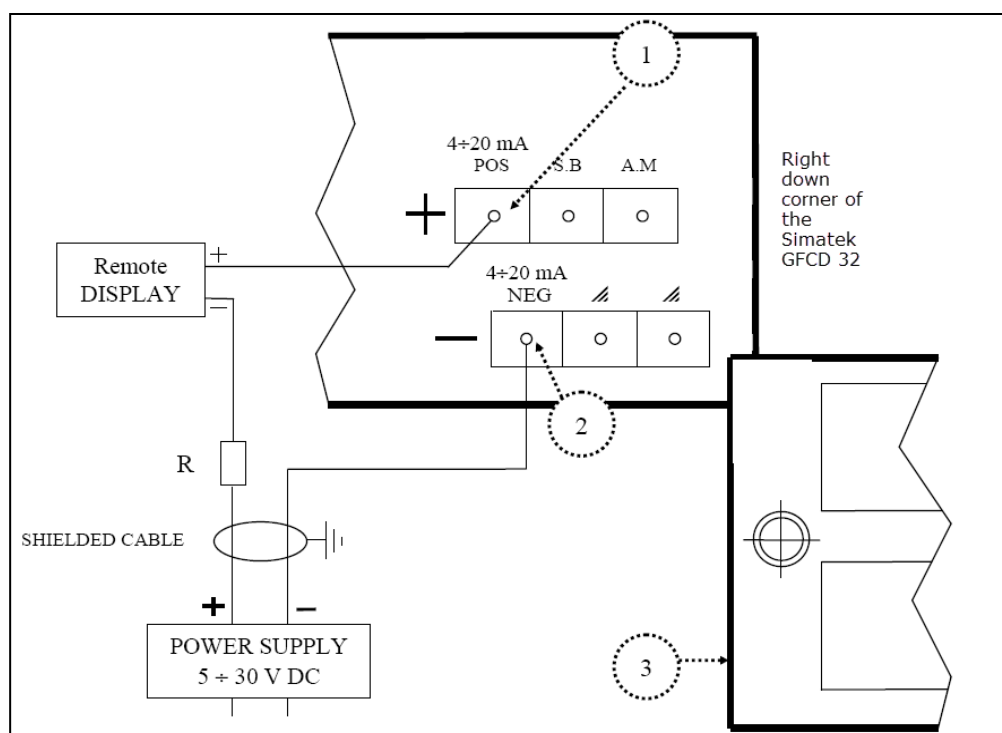 1
4÷20 mA
POS
S.B
A.M
+
Right
down
corner of
the
Simatek
GFCD 32
Remote
DISPLAY
+
–
4÷20 mA
NEG
–
2
R
SHIELDED CABLE
+
–
POWER SUPPLY
5 ÷ 30 V DC
3